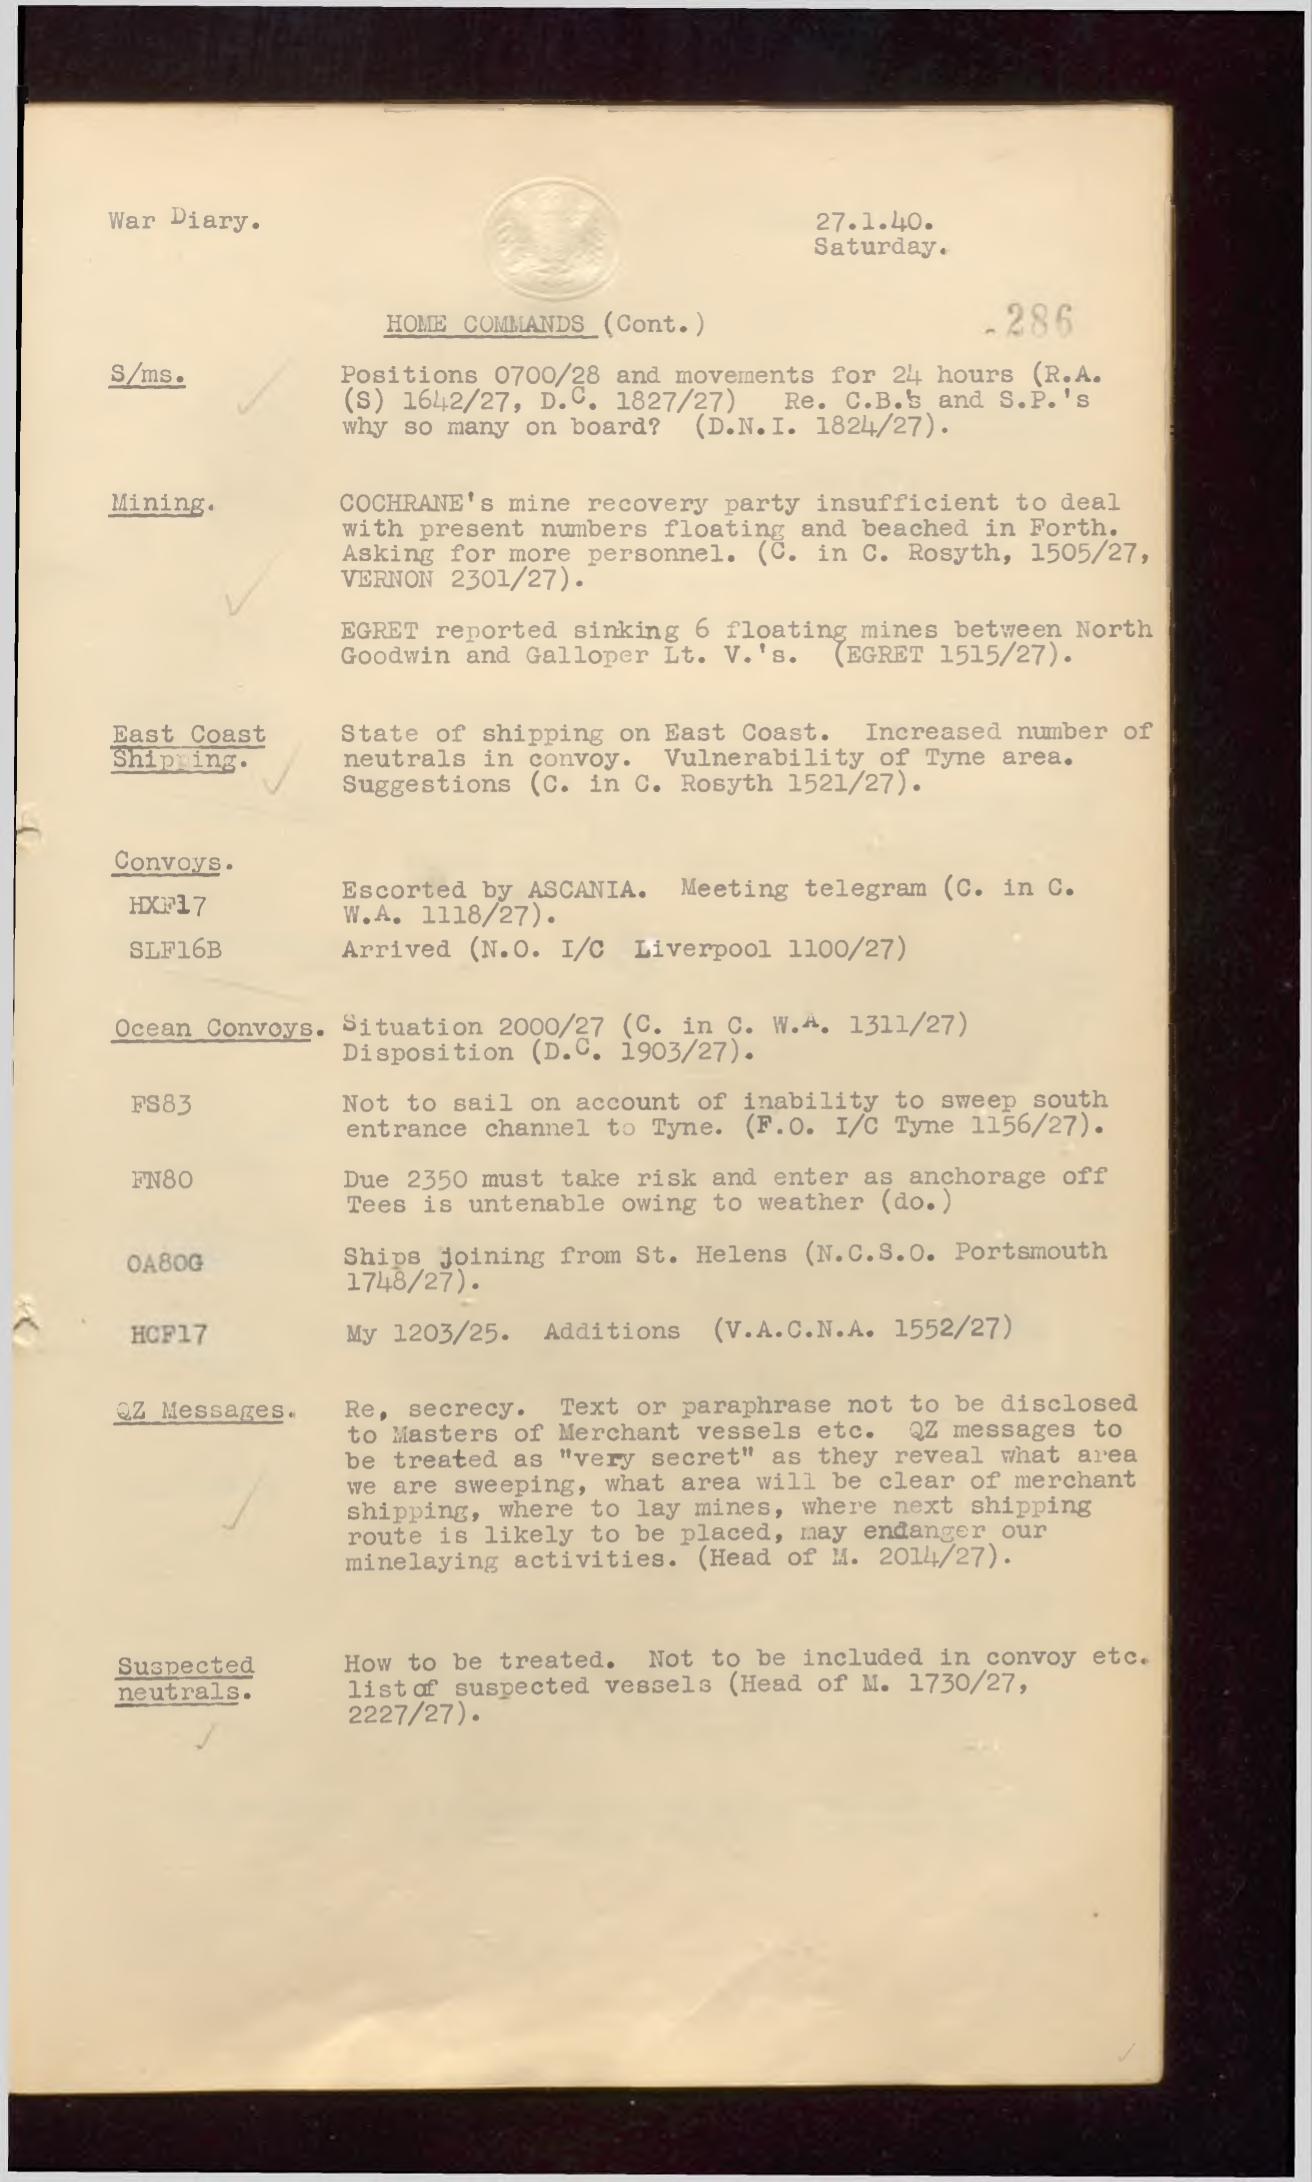 War Diary.
27.1.40.
Saturday.
HOME COMMANDS (Cont.)
286
S/ms.
Positions 0700/28 and movements for 24 hours (R.A.
(S) 1642/27, D.C. 1827/27) Re. C.B.'s and S.P.'s
why so many on board? (D.N.I. 1824/27).
Mining.
COCHRANE's mine recovery party insufficient to deal
with present numbers floating and beached in Forth.
Asking for more personnel. (C. in C. Rosyth, 1505/27,
VERNON 2301/27).
EGRET reported sinking 6 floating mines between North
Goodwin and Galloper Lt. V.'s. (EGRET 1515/27).
East Coast
Shipping.
State of shipping on East Coast. Increased number of
neutrals in convoy. Vulnerability of Tyne area.
Suggestions (C. in C. Rosyth 1521/27).
Convoys.
HXF17
Escorted by ASCANIA. Meeting telegram (C. in C.
W.A. 1118/27).
SLF16B
Arrived (N.O. I/C Liverpool 1100/27)
Ocean Convoys.
Situation 2000/27 (C. in C. W.A. 1311/27)
Disposition (D.C. 1903/27).
FS83
Not to sail on account of inability to sweep south
entrance channel to Tyne. (F.O. I/C Tyne 1156/27).
FN80
Due 2350 must take risk and enter as anchorage off
Tees is untenable owing to weather (do.)
OA80G
Ships joining from St. Helens (N.C.S.O. Portsmouth
1748/27).
HCF17
My 1203/25. Additions (V.A.C.N.A. 1552/27)
QZ Messages.
Re, secrecy. Text or paraphrase not to be disclosed
to Masters of Merchant vessels etc. QZ messages to
be treated as "very secret" as they reveal what area
we are sweeping, what area will be clear of merchant
shipping, where to lay mines, where next shipping
route is likely to be placed, may endanger our
minelaying activities. (Head of M. 2014/27).
Suspected
neutrals.
How to be treated. Not to be included in convoy etc.
list of suspected vessels (Head of M. 1730/27,
2227/27).